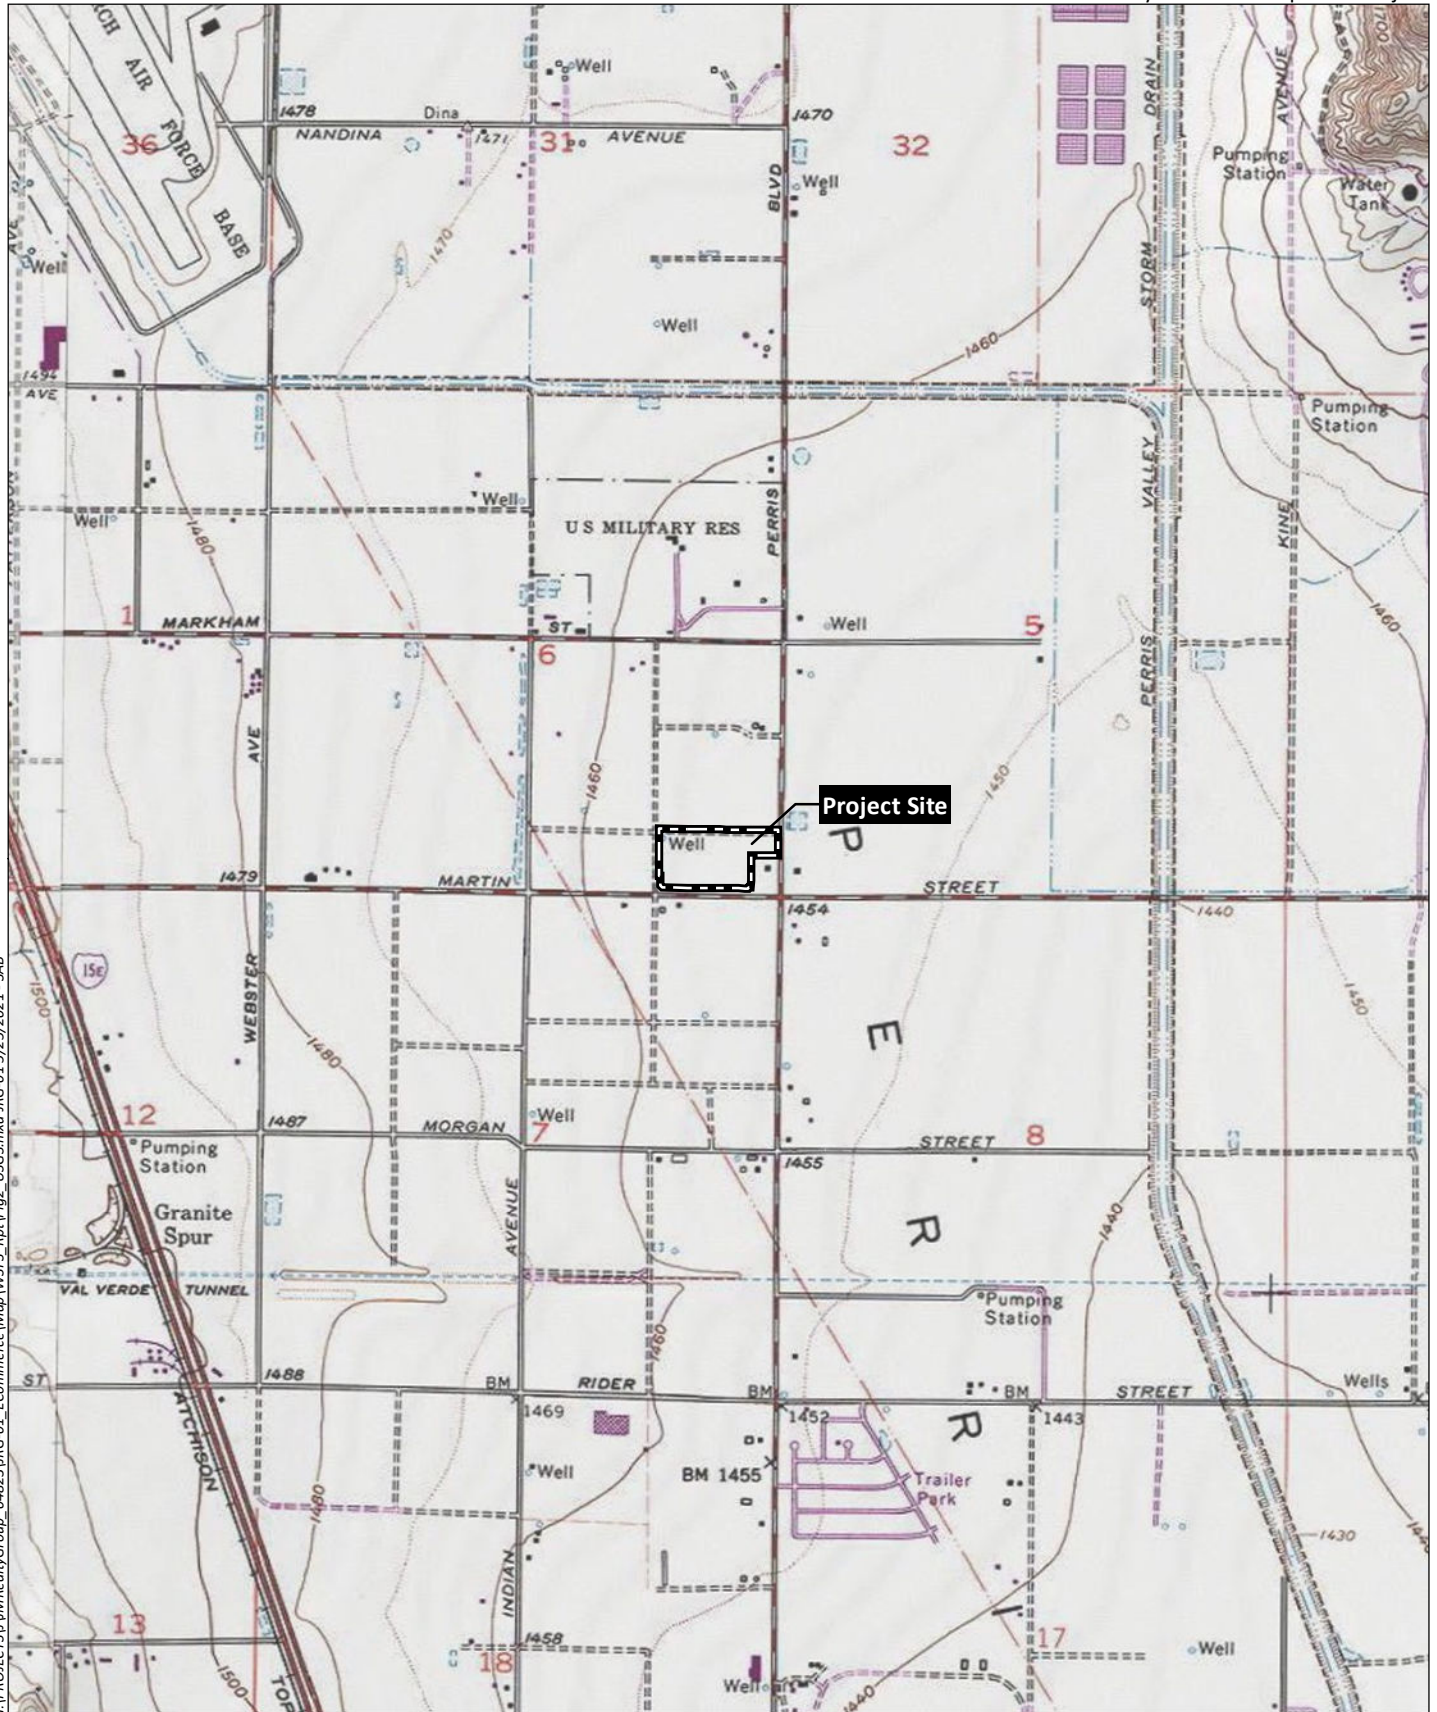 AIR
FORCE
BASE
36
1478
Dina
1471
NANDINA
AVENUE
31
Well
1470
32
BLVD
Well
DRAIN
STORM
AVENUE
1700
Pumping
Station
Water
Tank
Well
1470
Well
1460
1494
AVE
Pumping
Station
Well
1480
Well
U S MILITARY RES
PERRIS
VALLEY
KINE
1460
1
MARKHAM
ST
6
Well
5
PERRIS
AVE
1460
1450
Project Site
Well
P
1479
MARTIN
STREET
1454
1440
15E
1500
WEBSTER
1480
E
1450
12
1487
MORGAN
Well
7
STREET
8
1455
Pumping
Station
Granite
Spur
AVENUE
R
1440
VAL VERDE
TUNNEL
Pumping
Station
1460
ST
1488
BM
RIDER
BM
BM
STREET
Wells
1469
1452
1443
R
ATCHISON
Well
BM 1455
Trailer
Park
1480
1430
INDIAN
I
13
1458
18
17
Well
1500
TOP
Well
1440